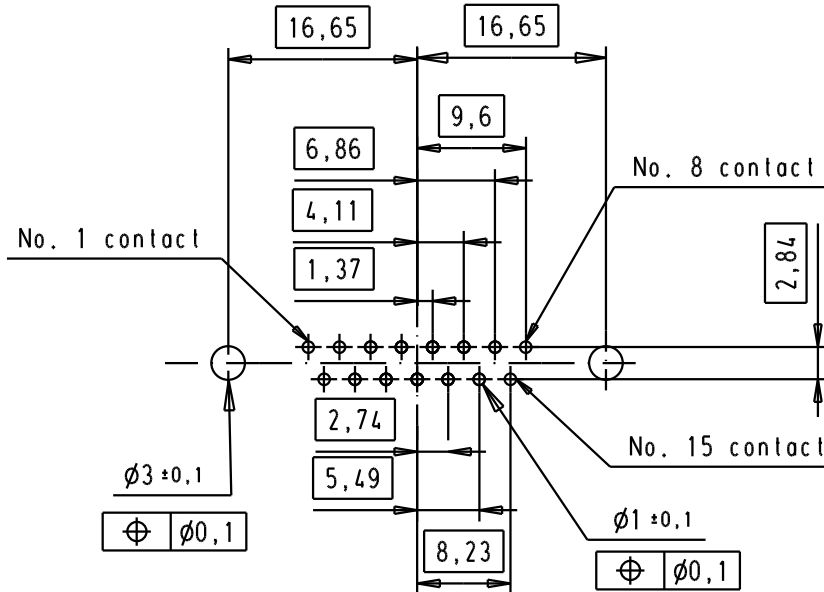 16,65
16,65
9,6
6,86
No. 8 contact
4,11
No. 1 contact
2,84
1,37
2,74
No. 15 contact
5,49
ø3 ±0,1
ø1 ±0,1
⌖ ø0,1
8,23
⌖ ø0,1